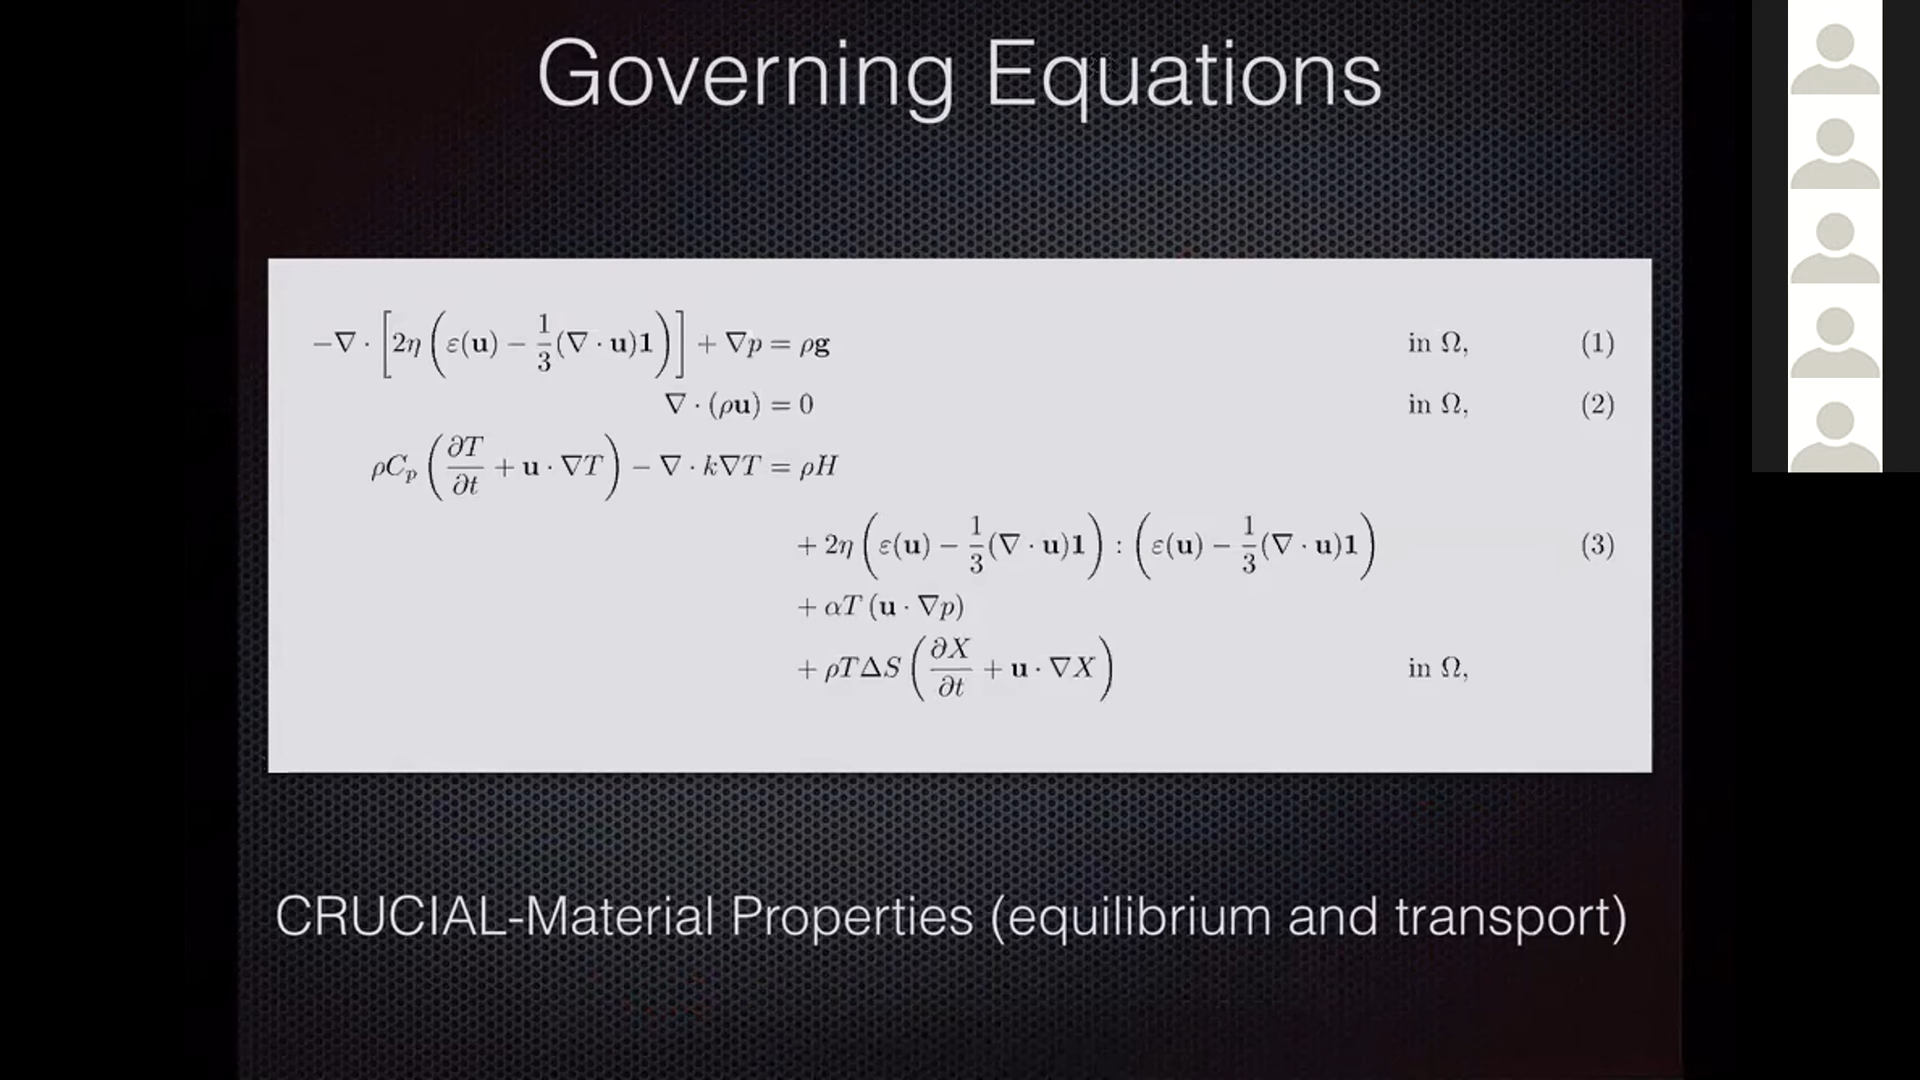 Governing Equations
−∇ · [2η (ε(u) − 1/3 (∇ · u)1)] + ∇p = ρg in Ω, (1)
∇ · (ρu) = 0 in Ω, (2)
ρC_p (∂T/∂t + u · ∇T) − ∇ · k∇T = ρH
+ 2η (ε(u) − 1/3 (∇ · u)1) : (ε(u) − 1/3 (∇ · u)1) (3)
+ αT (u · ∇p)
+ ρTΔS (∂X/∂t + u · ∇X) in Ω,
CRUCIAL-Material Properties (equilibrium and transport)